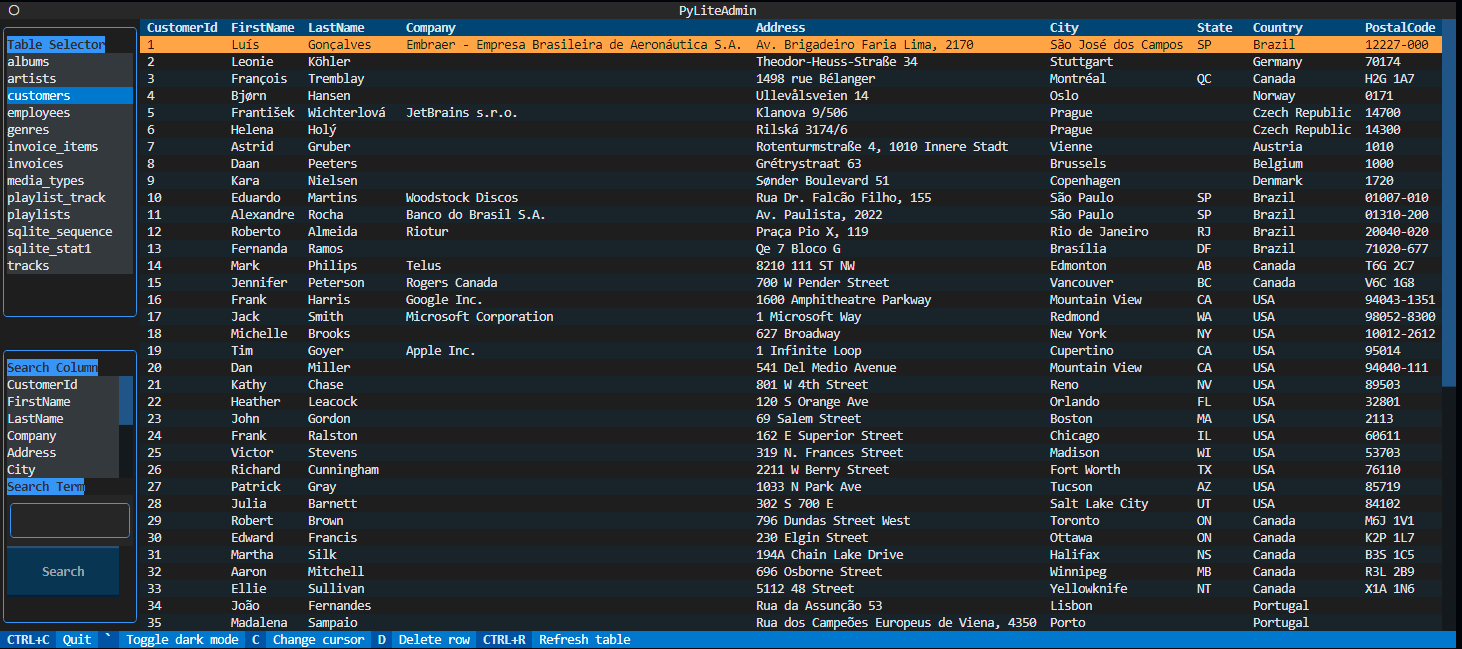 PyLiteAdmin
Table Selector
albums
artists
customers
employees
genres
invoice_items
invoices
media_types
playlist_track
playlists
sqlite_sequence
sqlite_stat1
tracks
Search Column
CustomerId
FirstName
LastName
Company
Address
City
Search Term
Search
CustomerId FirstName LastName Company Address City State Country PostalCode
1 Luís Gonçalves Embraer - Empresa Brasileira de Aeronáutica S.A. Av. Brigadeiro Faria Lima, 2170 São José dos Campos SP Brazil 12227-000
2 Leonie Köhler Theodor-Heuss-Straße 34 Stuttgart Germany 70174
3 François Tremblay 1498 rue Bélanger Montréal QC Canada H2G 1A7
4 Bjørn Hansen Ullevålsveien 14 Oslo Norway 0171
5 František Wichterlová JetBrains s.r.o. Klanova 9/506 Prague Czech Republic 14700
6 Helena Holý Rilská 3174/6 Prague Czech Republic 14300
7 Astrid Gruber Rotenturmstraße 4, 1010 Innere Stadt Vienne Austria 1010
8 Daan Peeters Grétrystraat 63 Brussels Belgium 1000
9 Kara Nielsen Sønder Boulevard 51 Copenhagen Denmark 1720
10 Eduardo Martins Woodstock Discos Rua Dr. Falcão Filho, 155 São Paulo SP Brazil 01007-010
11 Alexandre Rocha Banco do Brasil S.A. Av. Paulista, 2022 São Paulo SP Brazil 01310-200
12 Roberto Almeida Riotur Praça Pio X, 119 Rio de Janeiro RJ Brazil 20040-020
13 Fernanda Ramos Qe 7 Bloco G Brasília DF Brazil 71020-677
14 Mark Philips Telus 8210 111 ST NW Edmonton AB Canada T6G 2C7
15 Jennifer Peterson Rogers Canada 700 W Pender Street Vancouver BC Canada V6C 1G8
16 Frank Harris Google Inc. 1600 Amphitheatre Parkway Mountain View CA USA 94043-1351
17 Jack Smith Microsoft Corporation 1 Microsoft Way Redmond WA USA 98052-8300
18 Michelle Brooks 627 Broadway New York NY USA 10012-2612
19 Tim Goyer Apple Inc. 1 Infinite Loop Cupertino CA USA 95014
20 Dan Miller 541 Del Medio Avenue Mountain View CA USA 94040-111
21 Kathy Chase 801 W 4th Street Reno NV USA 89503
22 Heather Leacock 120 S Orange Ave Orlando FL USA 32801
23 John Gordon 69 Salem Street Boston MA USA 2113
24 Frank Ralston 162 E Superior Street Chicago IL USA 60611
25 Victor Stevens 319 N. Frances Street Madison WI USA 53703
26 Richard Cunningham 2211 W Berry Street Fort Worth TX USA 76110
27 Patrick Gray 1033 N Park Ave Tucson AZ USA 85719
28 Julia Barnett 302 S 700 E Salt Lake City UT USA 84102
29 Robert Brown 796 Dundas Street West Toronto ON Canada M6J 1V1
30 Edward Francis 230 Elgin Street Ottawa ON Canada K2P 1L7
31 Martha Silk 194A Chain Lake Drive Halifax NS Canada B3S 1C5
32 Aaron Mitchell 696 Osborne Street Winnipeg MB Canada R3L 2B9
33 Ellie Sullivan 5112 48 Street Yellowknife NT Canada X1A 1N6
34 João Fernandes Rua da Assunção 53 Lisbon Portugal
35 Madalena Sampaio Rua dos Campeões Europeus de Viena, 4350 Porto Portugal
CTRL+C Quit ` Toggle dark mode C Change cursor D Delete row CTRL+R Refresh table